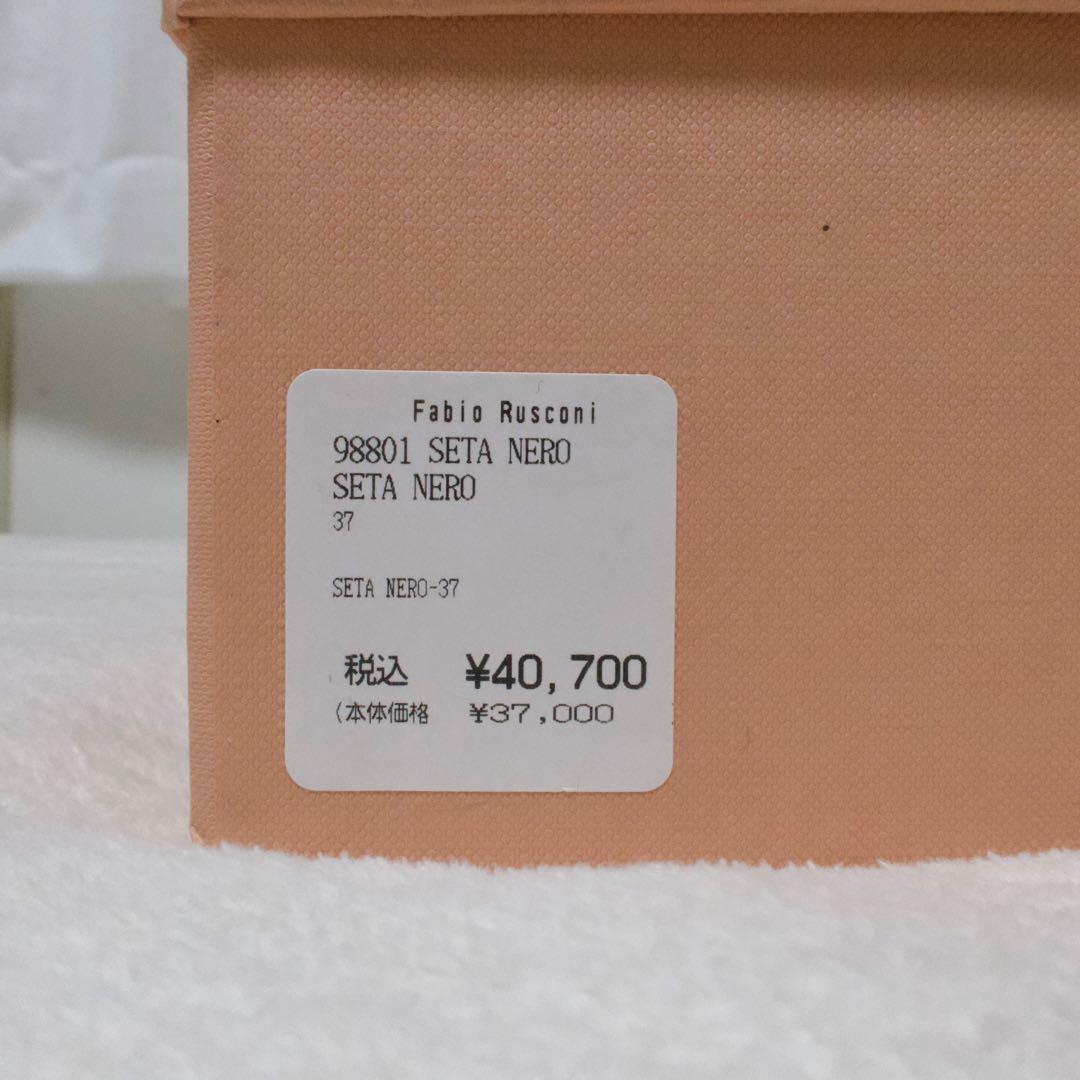 Fabio Rusconi
98801 SETA NERO
SETA NERO
37
SETA NERO-37
税込 ¥40,700
(本体価格 ¥37,000